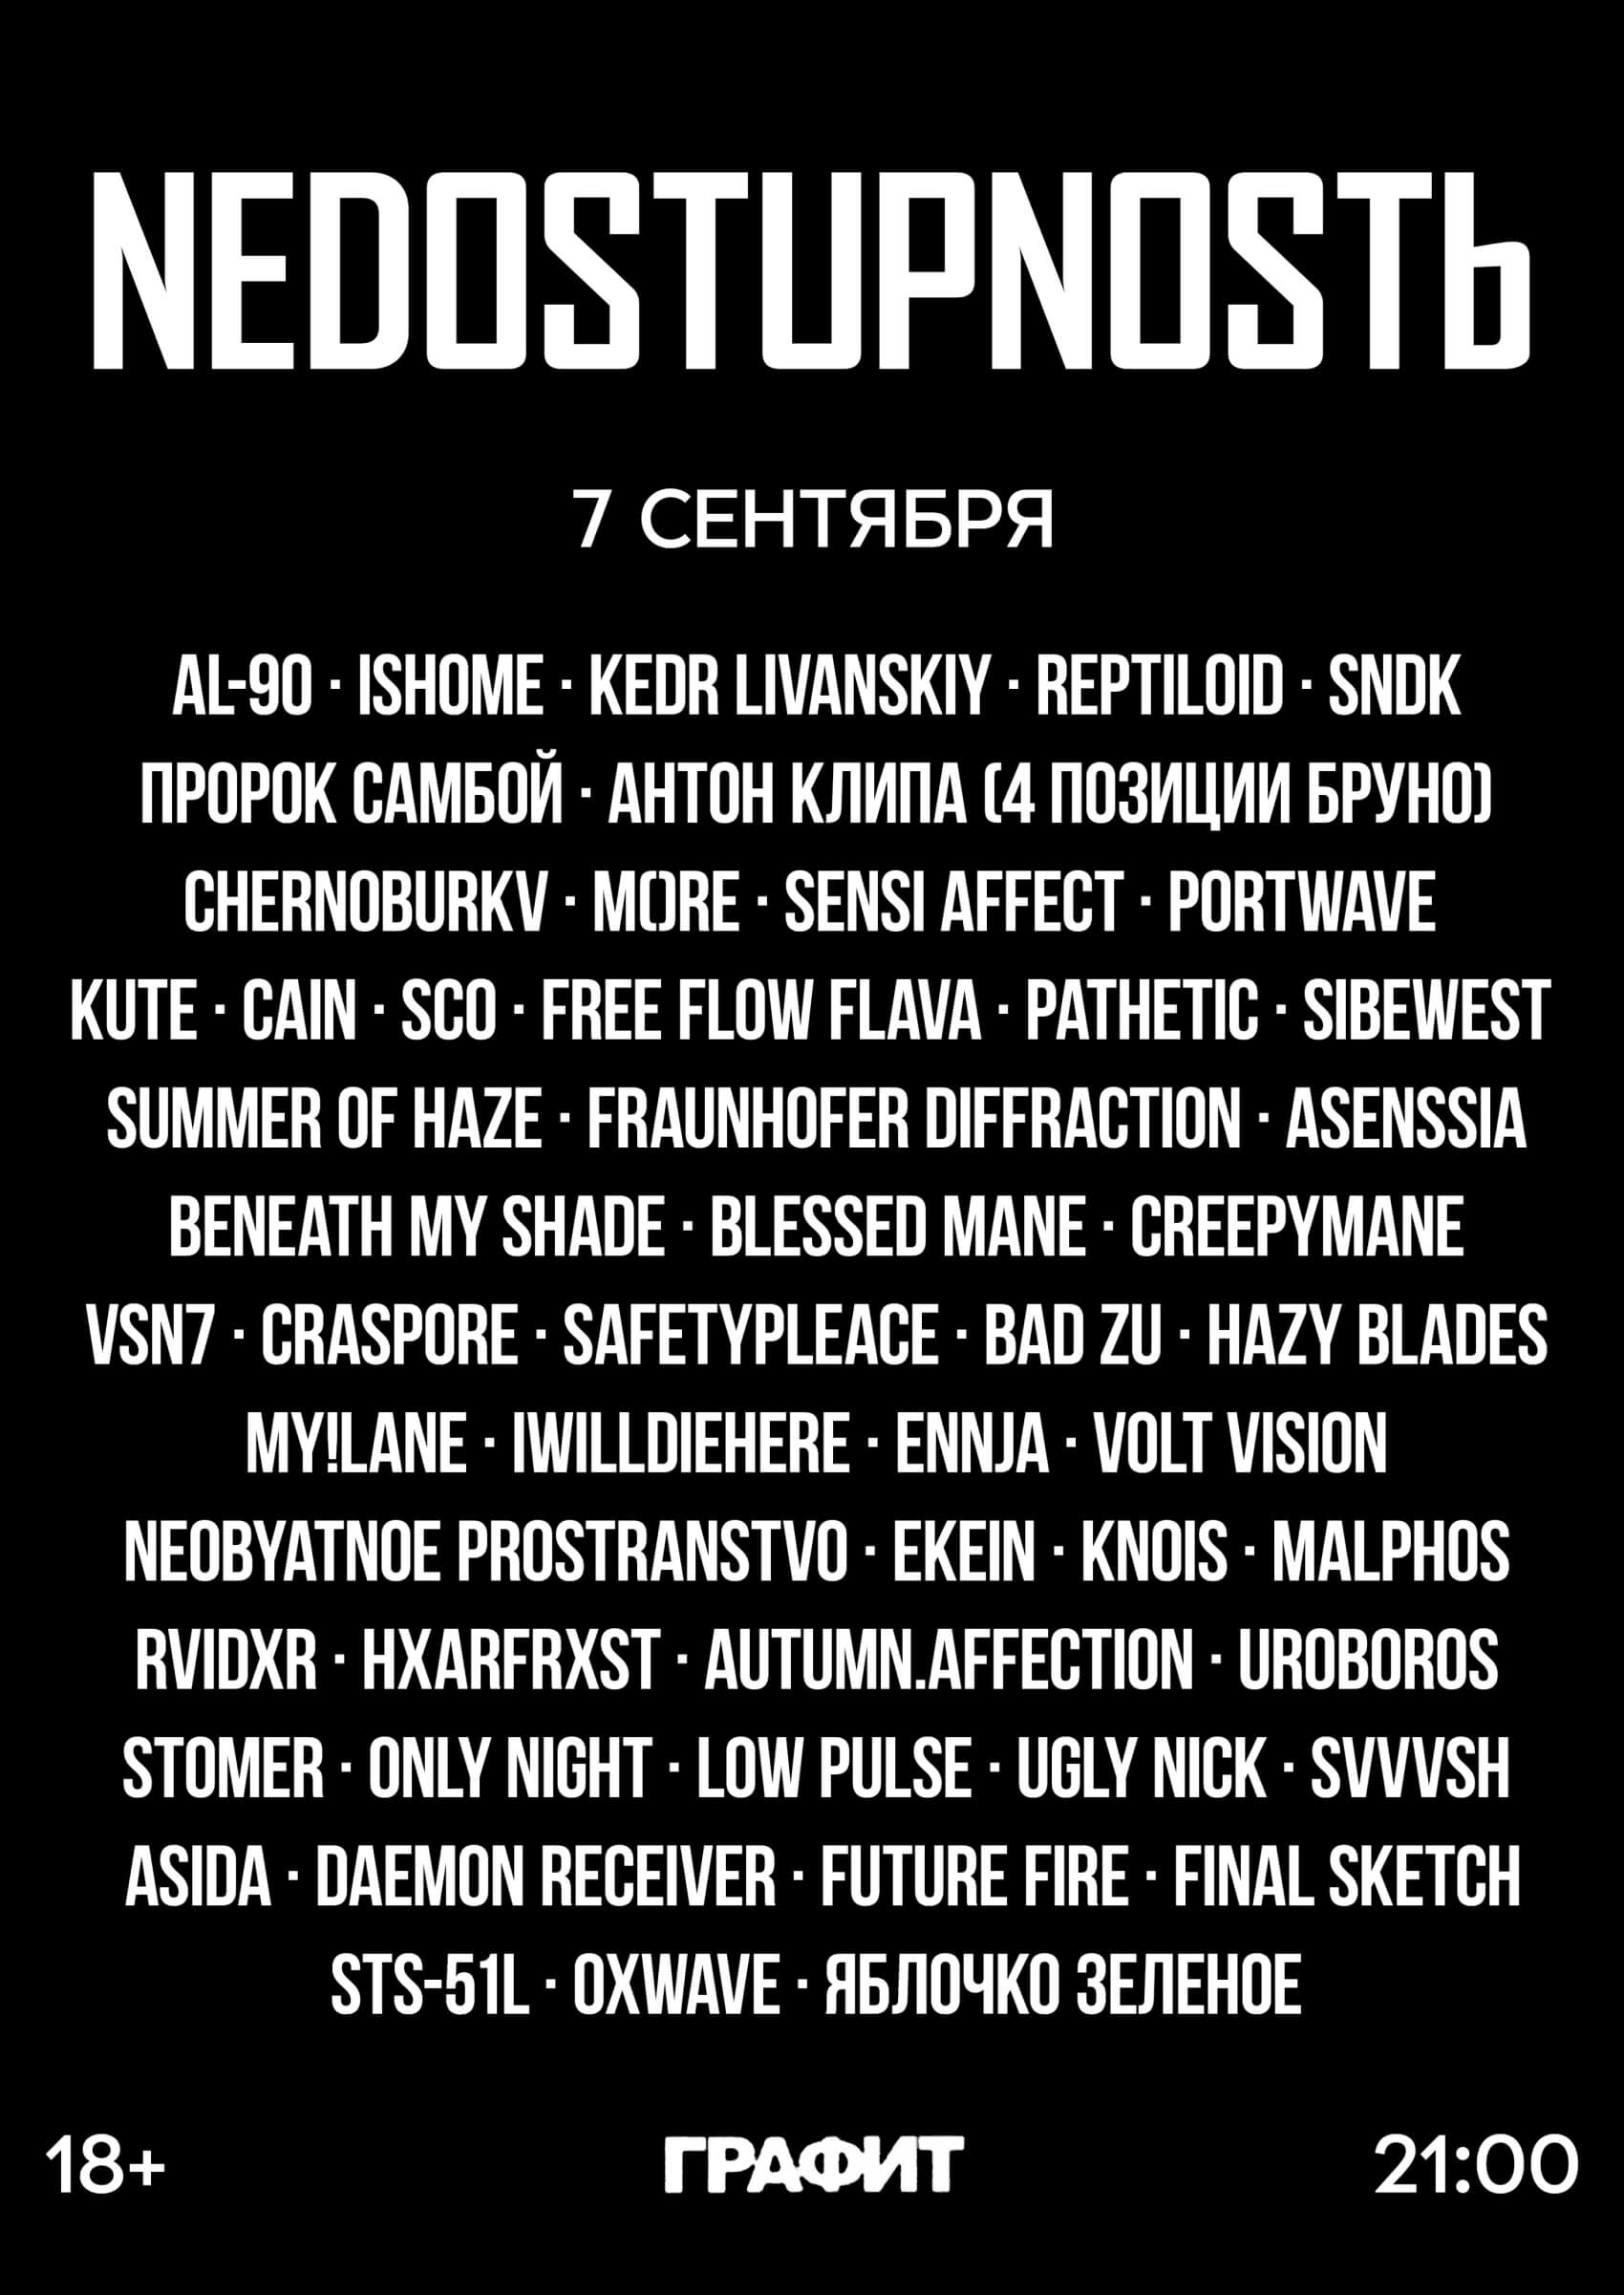 NEDOSTUPNOSTЬ
7 СЕНТЯБРЯ
AL-90 · ISHOME · KEDR LIVANSKIY · REPTILOID · SNDK
ПРОРОК САМБОЙ · АНТОН КЛИПА (4 ПОЗИЦИИ БРУНО)
CHERNOBURKV · M()RE · SENSI AFFECT · PORTWAVE
KUTE · CAIN · SCO · FREE FLOW FLAVA · PATHETIC · SIBEWEST
SUMMER OF HAZE · FRAUNHOFER DIFFRACTION · ASENSSIA
BENEATH MY SHADE · BLESSED MANE · CREEPYMANE
VSN7 · CRASPORE · SAFETYPLEACE · BAD ZU · HAZY BLADES
MY!LANE · IWILLDIEHERE · ENNJA · VOLT VISION
NEOBYATNOE PROSTRANSTVO · EKEIN · KNOIS · MALPHOS
RVIDXR · HXARFRXST · AUTUMN.AFFECTION · UROBOROS
STOMER · ONLY NIGHT · LOW PULSE · UGLY NICK · SVVVSH
ASIDA · DAEMON RECEIVER · FUTURE FIRE · FINAL SKETCH
STS-51L · OXWAVE · ЯБЛОЧКО ЗЕЛЕНОЕ
18+ ГРАФИТ 21:00